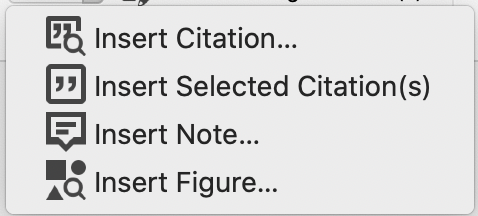 Insert Citation...
Insert Selected Citation(s)
Insert Note...
Insert Figure...